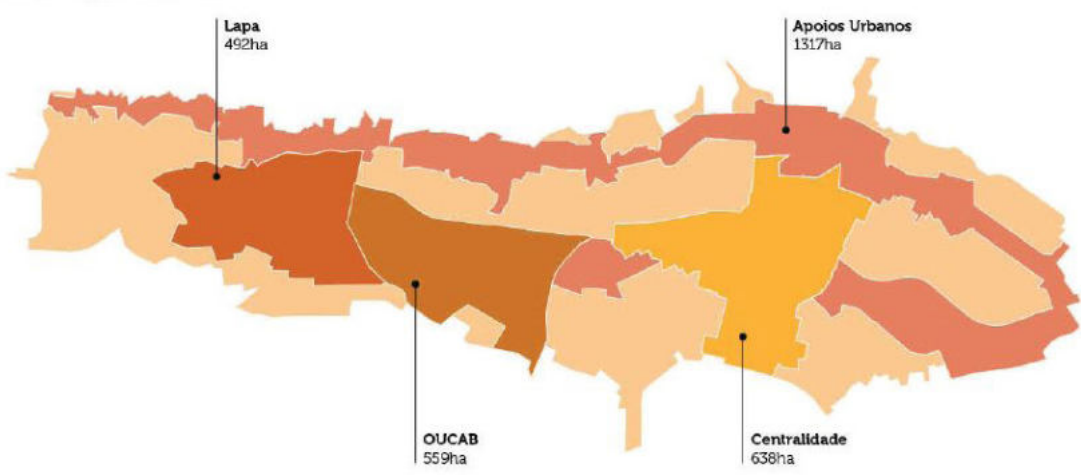 Lapa
492ha
Apoios Urbanos
1317ha
OUCAB
559ha
Centralidade
638ha